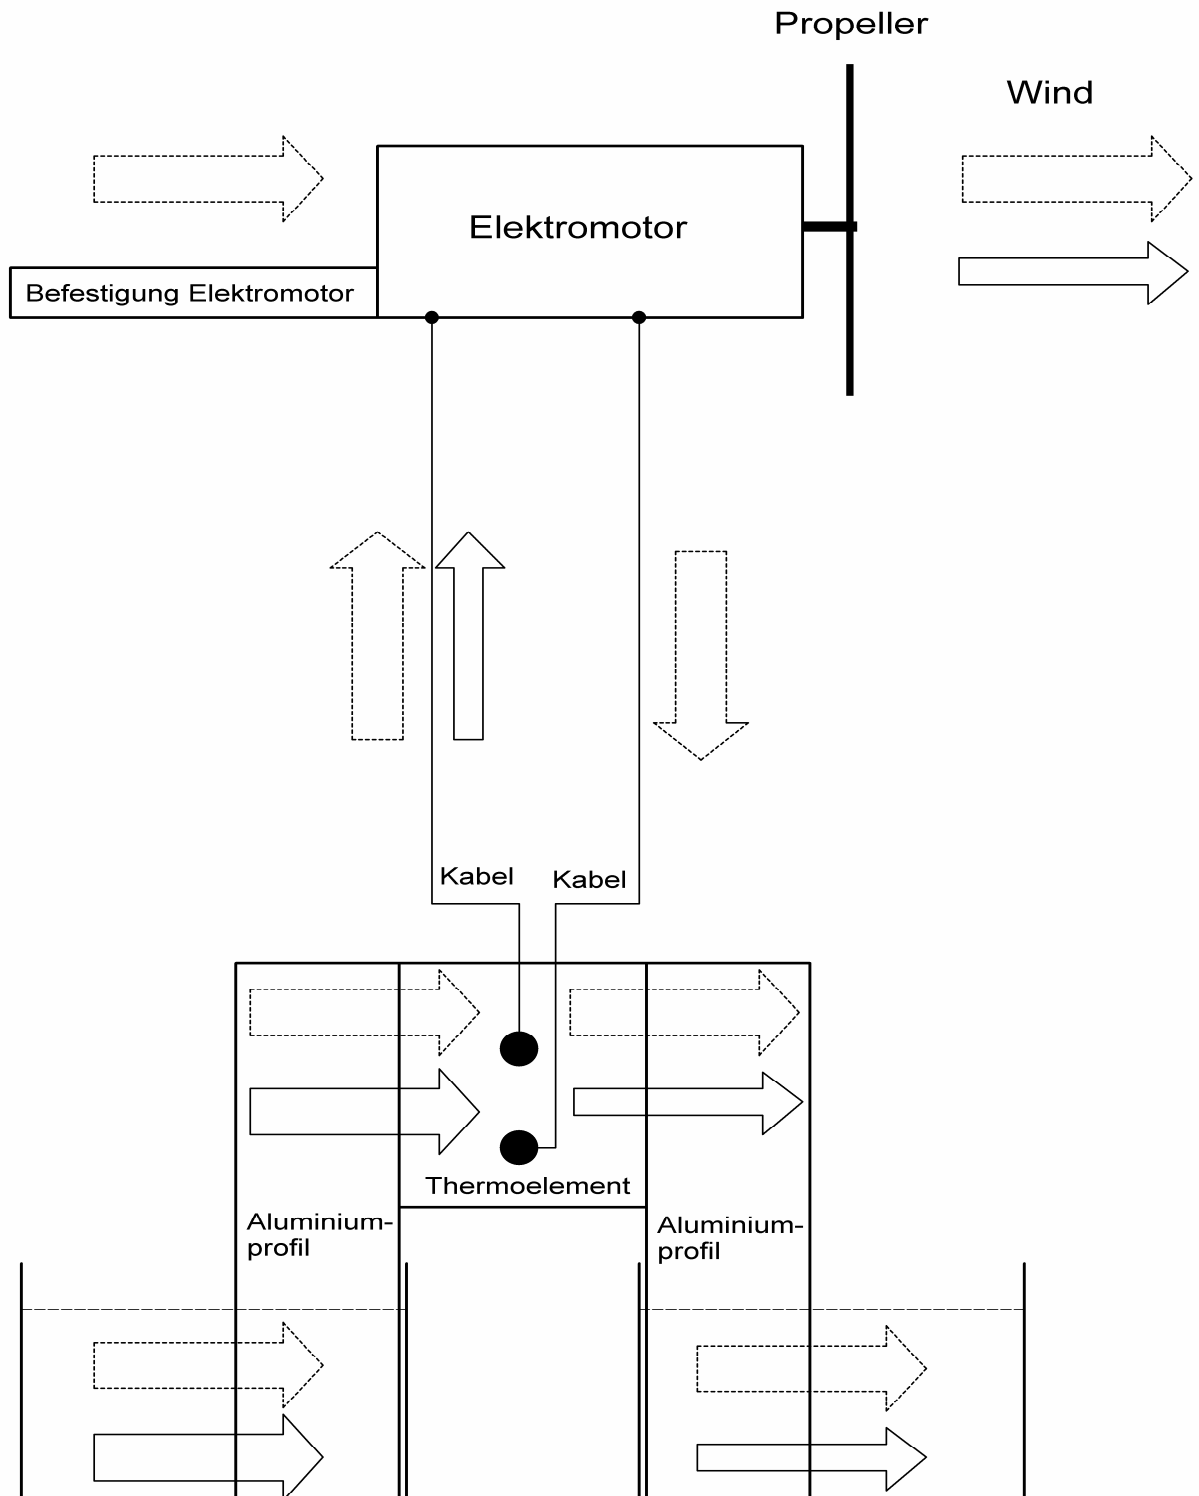 Propeller
Wind
Elektromotor
Befestigung Elektromotor
Kabel
Kabel
Thermoelement
Aluminium-
profil
Aluminium-
profil